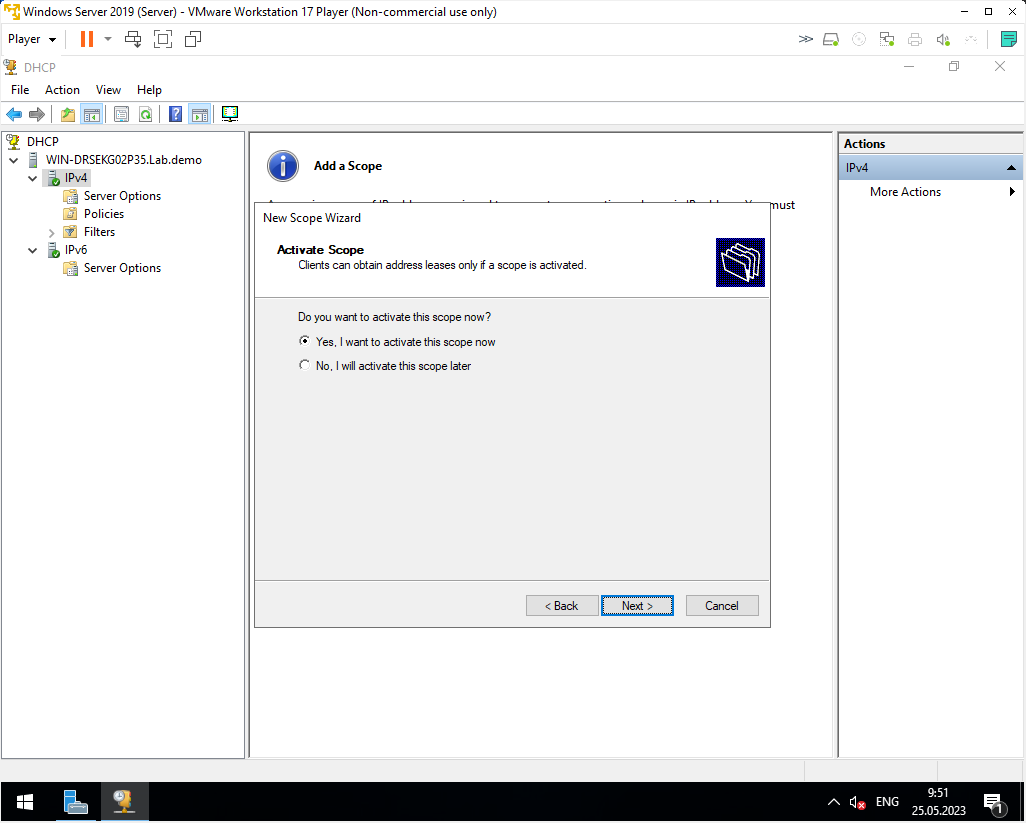 Windows Server 2019 (Server) - VMware Workstation 17 Player (Non-commercial use only)
Player
DHCP
File Action View Help
DHCP
WIN-DRSEKG02P35.Lab.demo
IPv4
Server Options
Policies
Filters
IPv6
Server Options
Add a Scope
must
New Scope Wizard
Activate Scope
Clients can obtain address leases only if a scope is activated.
Do you want to activate this scope now?
Yes, I want to activate this scope now
No, I will activate this scope later
< Back Next > Cancel
Actions
IPv4
More Actions
ENG
9:51
25.05.2023
1